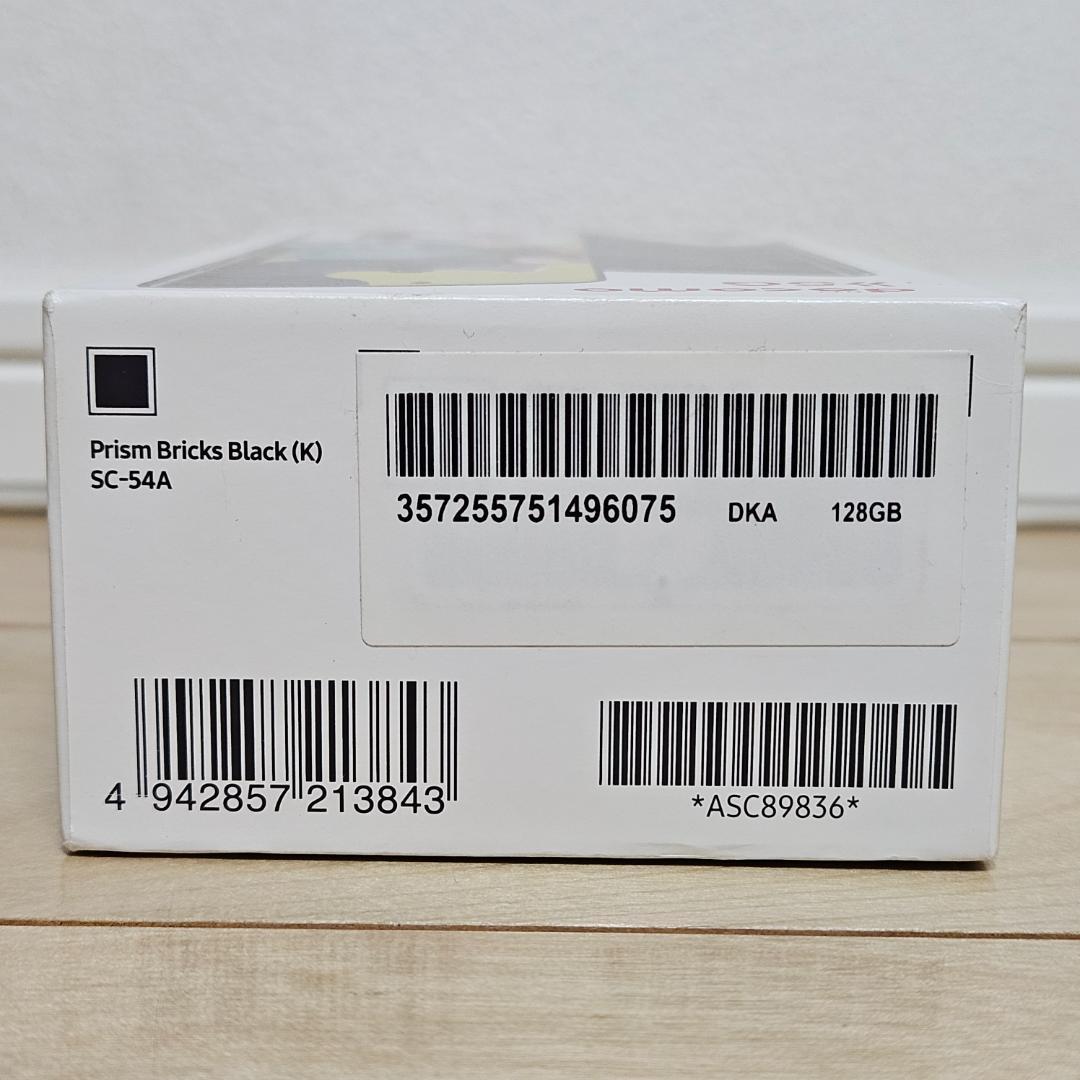 Prism Bricks Black (K)
SC-54A
357255751496075 DKA 128GB
4 942857 213843
*ASC89836*